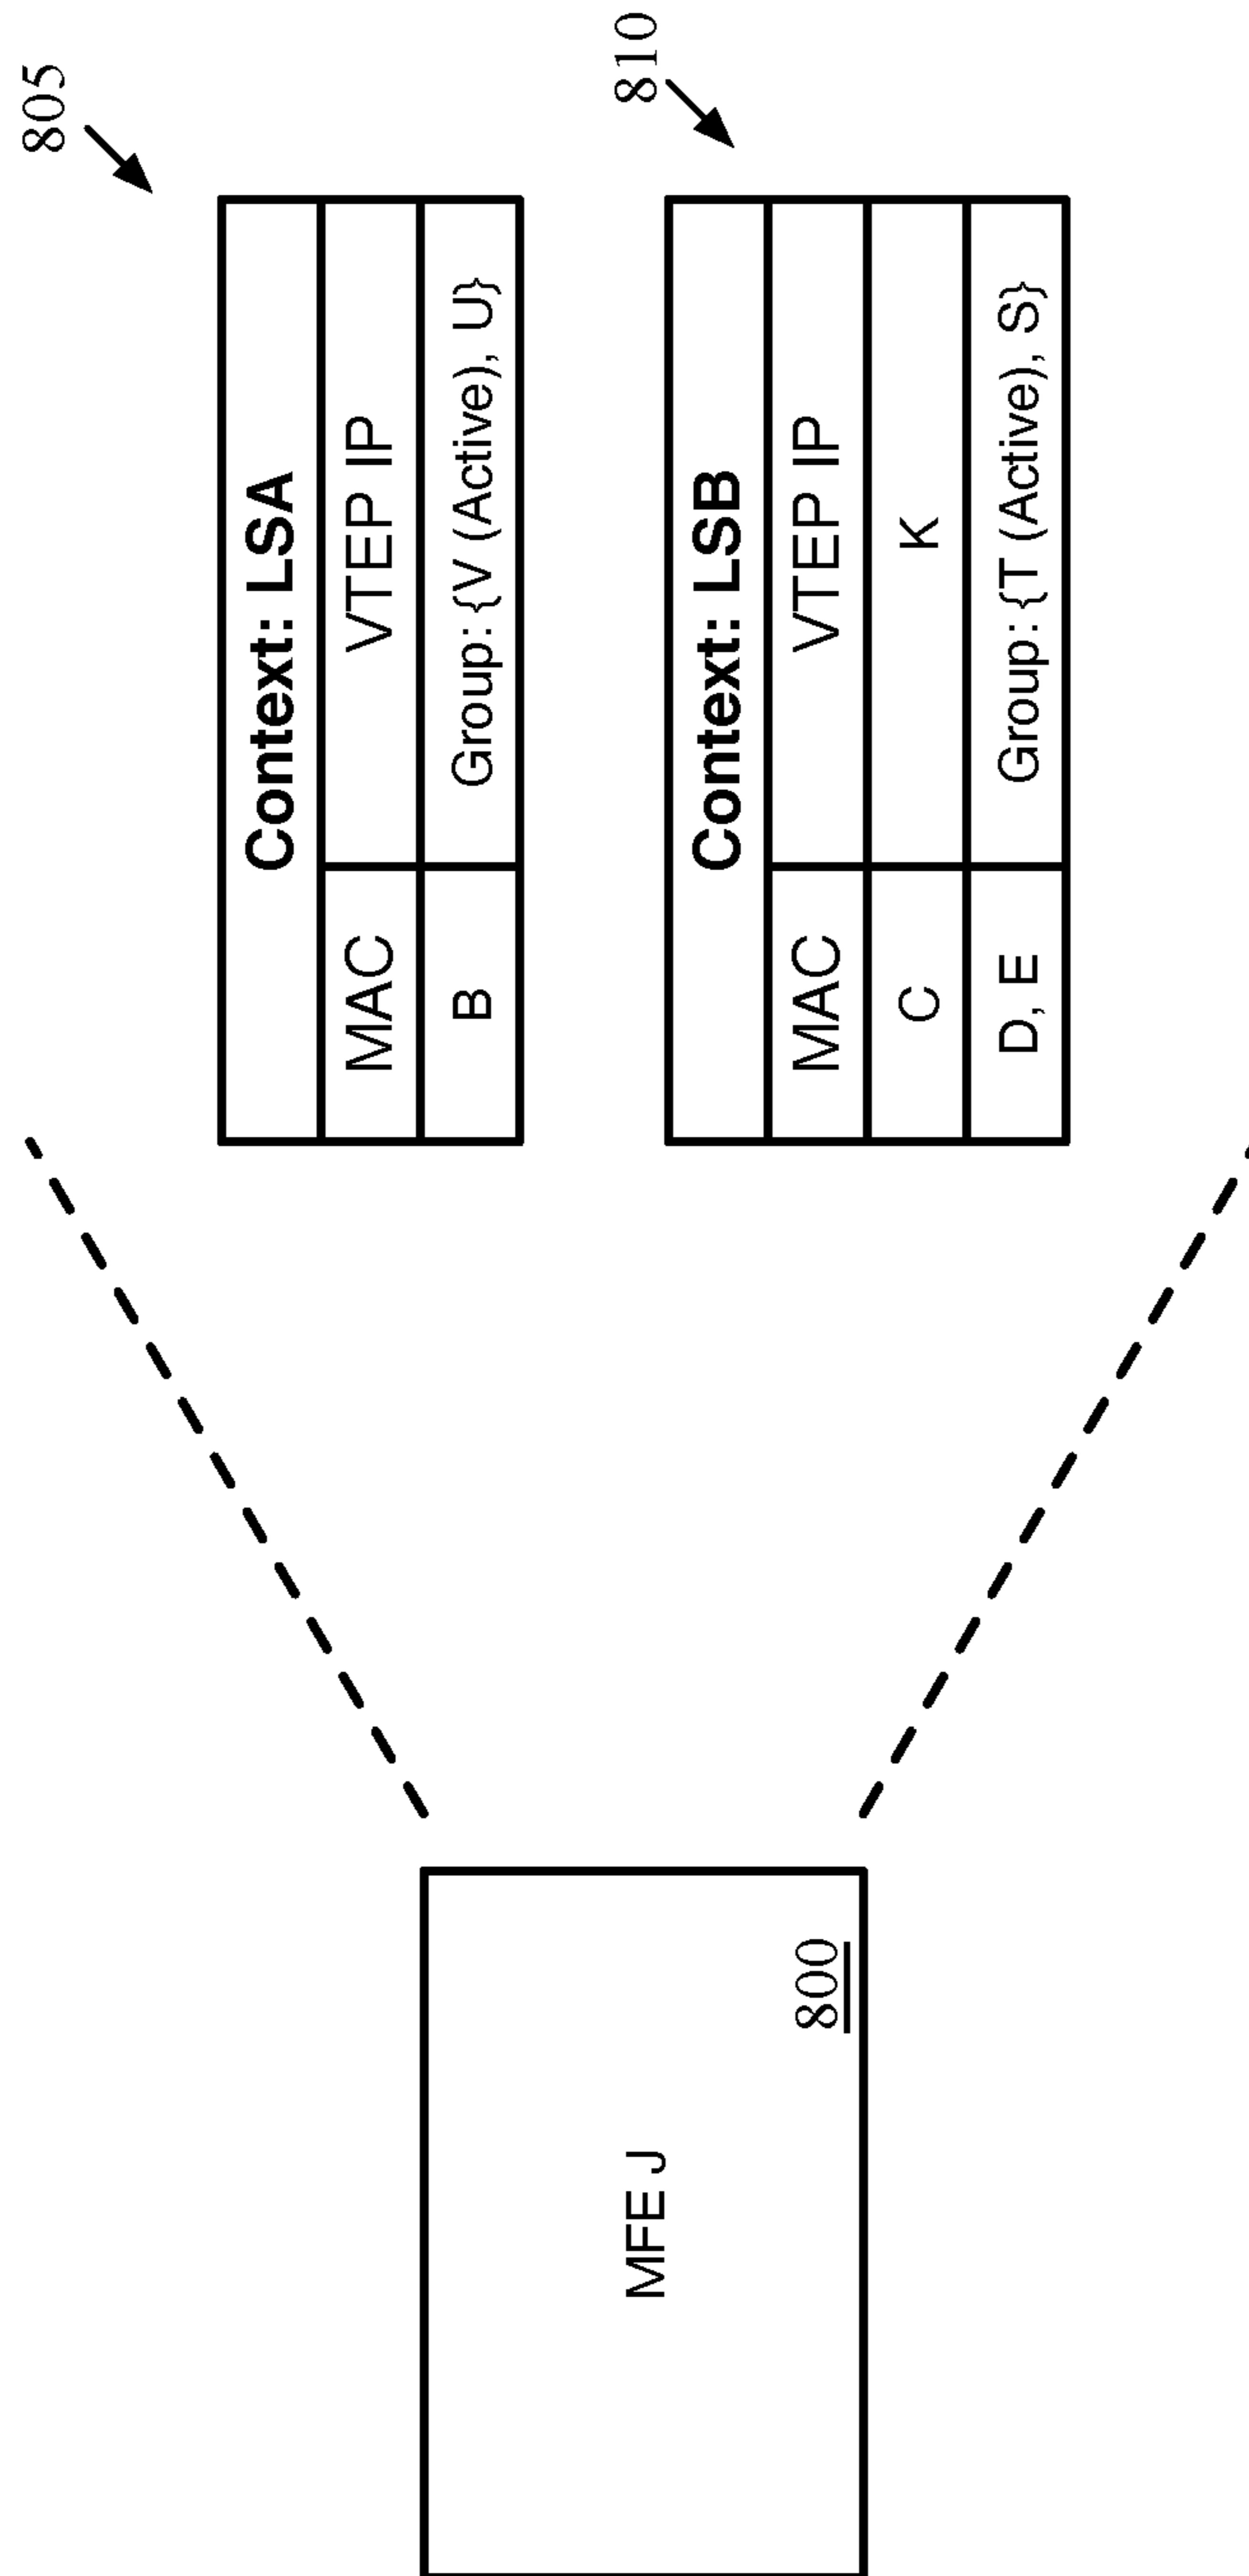 805
Context: LSA
MAC VTEP IP
B Group: {V (Active), U}
810
Context: LSB
MAC VTEP IP
C K
D, E Group: {T (Active), S}
MFE J
800